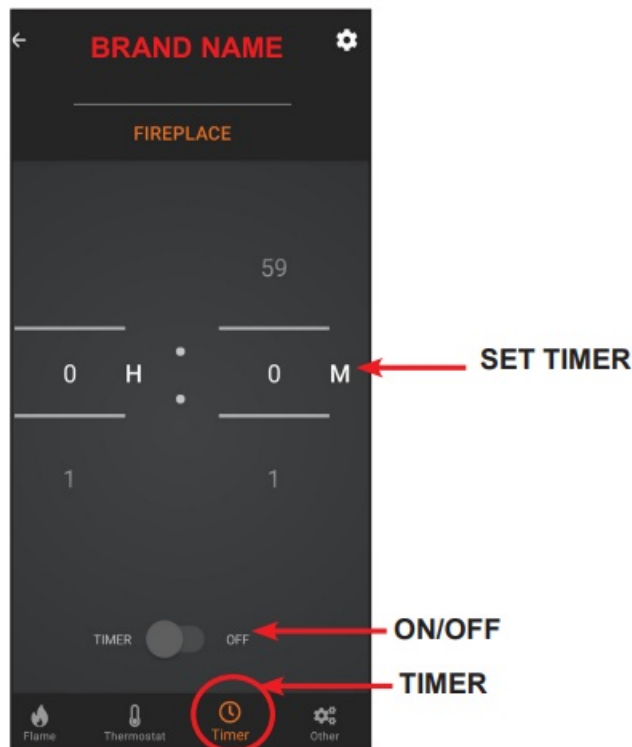 BRAND NAME
FIREPLACE
59
0 H : 0 M
SET TIMER
1 1
TIMER OFF
ON/OFF
TIMER
Flame Thermostat Timer Other